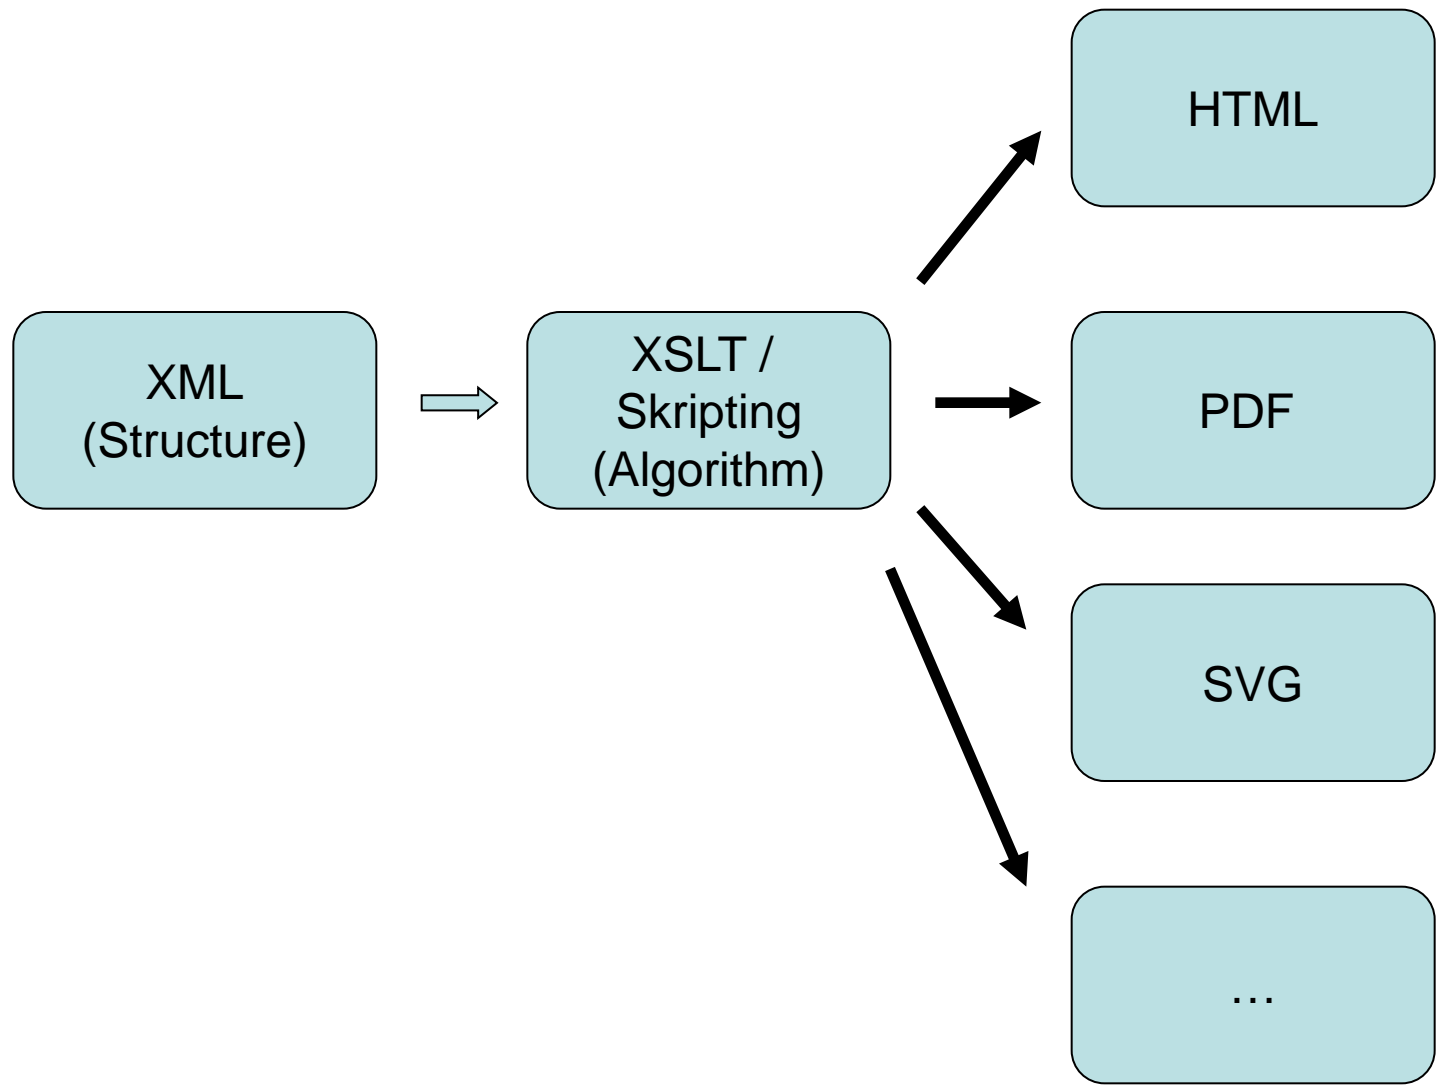 XML
(Structure)
XSLT /
Skripting
(Algorithm)
HTML
PDF
SVG
…